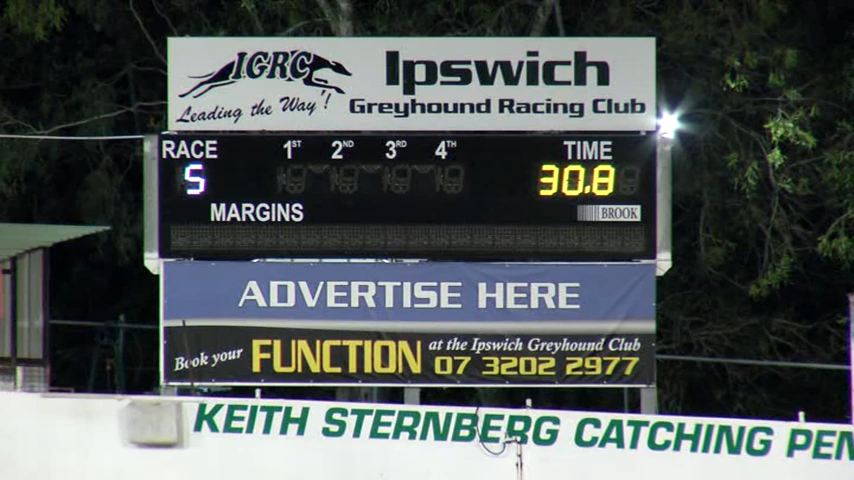 IGRC
Leading the Way!
Ipswich
Greyhound Racing Club
RACE 1ST 2ND 3RD 4TH TIME
5 30.8
MARGINS BROOK
ADVERTISE HERE
Book your FUNCTION at the Ipswich Greyhound Club
07 3202 2977
KEITH STERNBERG CATCHING PEN